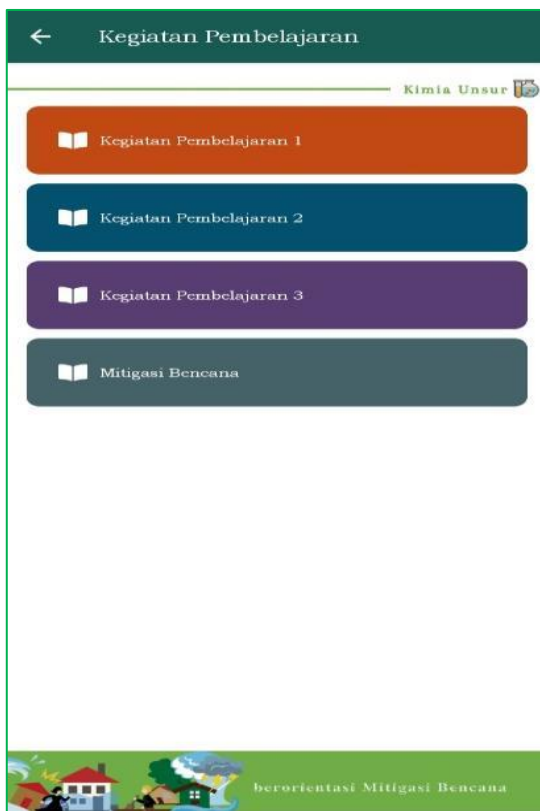 Kegiatan Pembelajaran
Kimia Unsur
Kegiatan Pembelajaran 1
Kegiatan Pembelajaran 2
Kegiatan Pembelajaran 3
Mitigasi Bencana
berorientasi Mitigasi Bencana